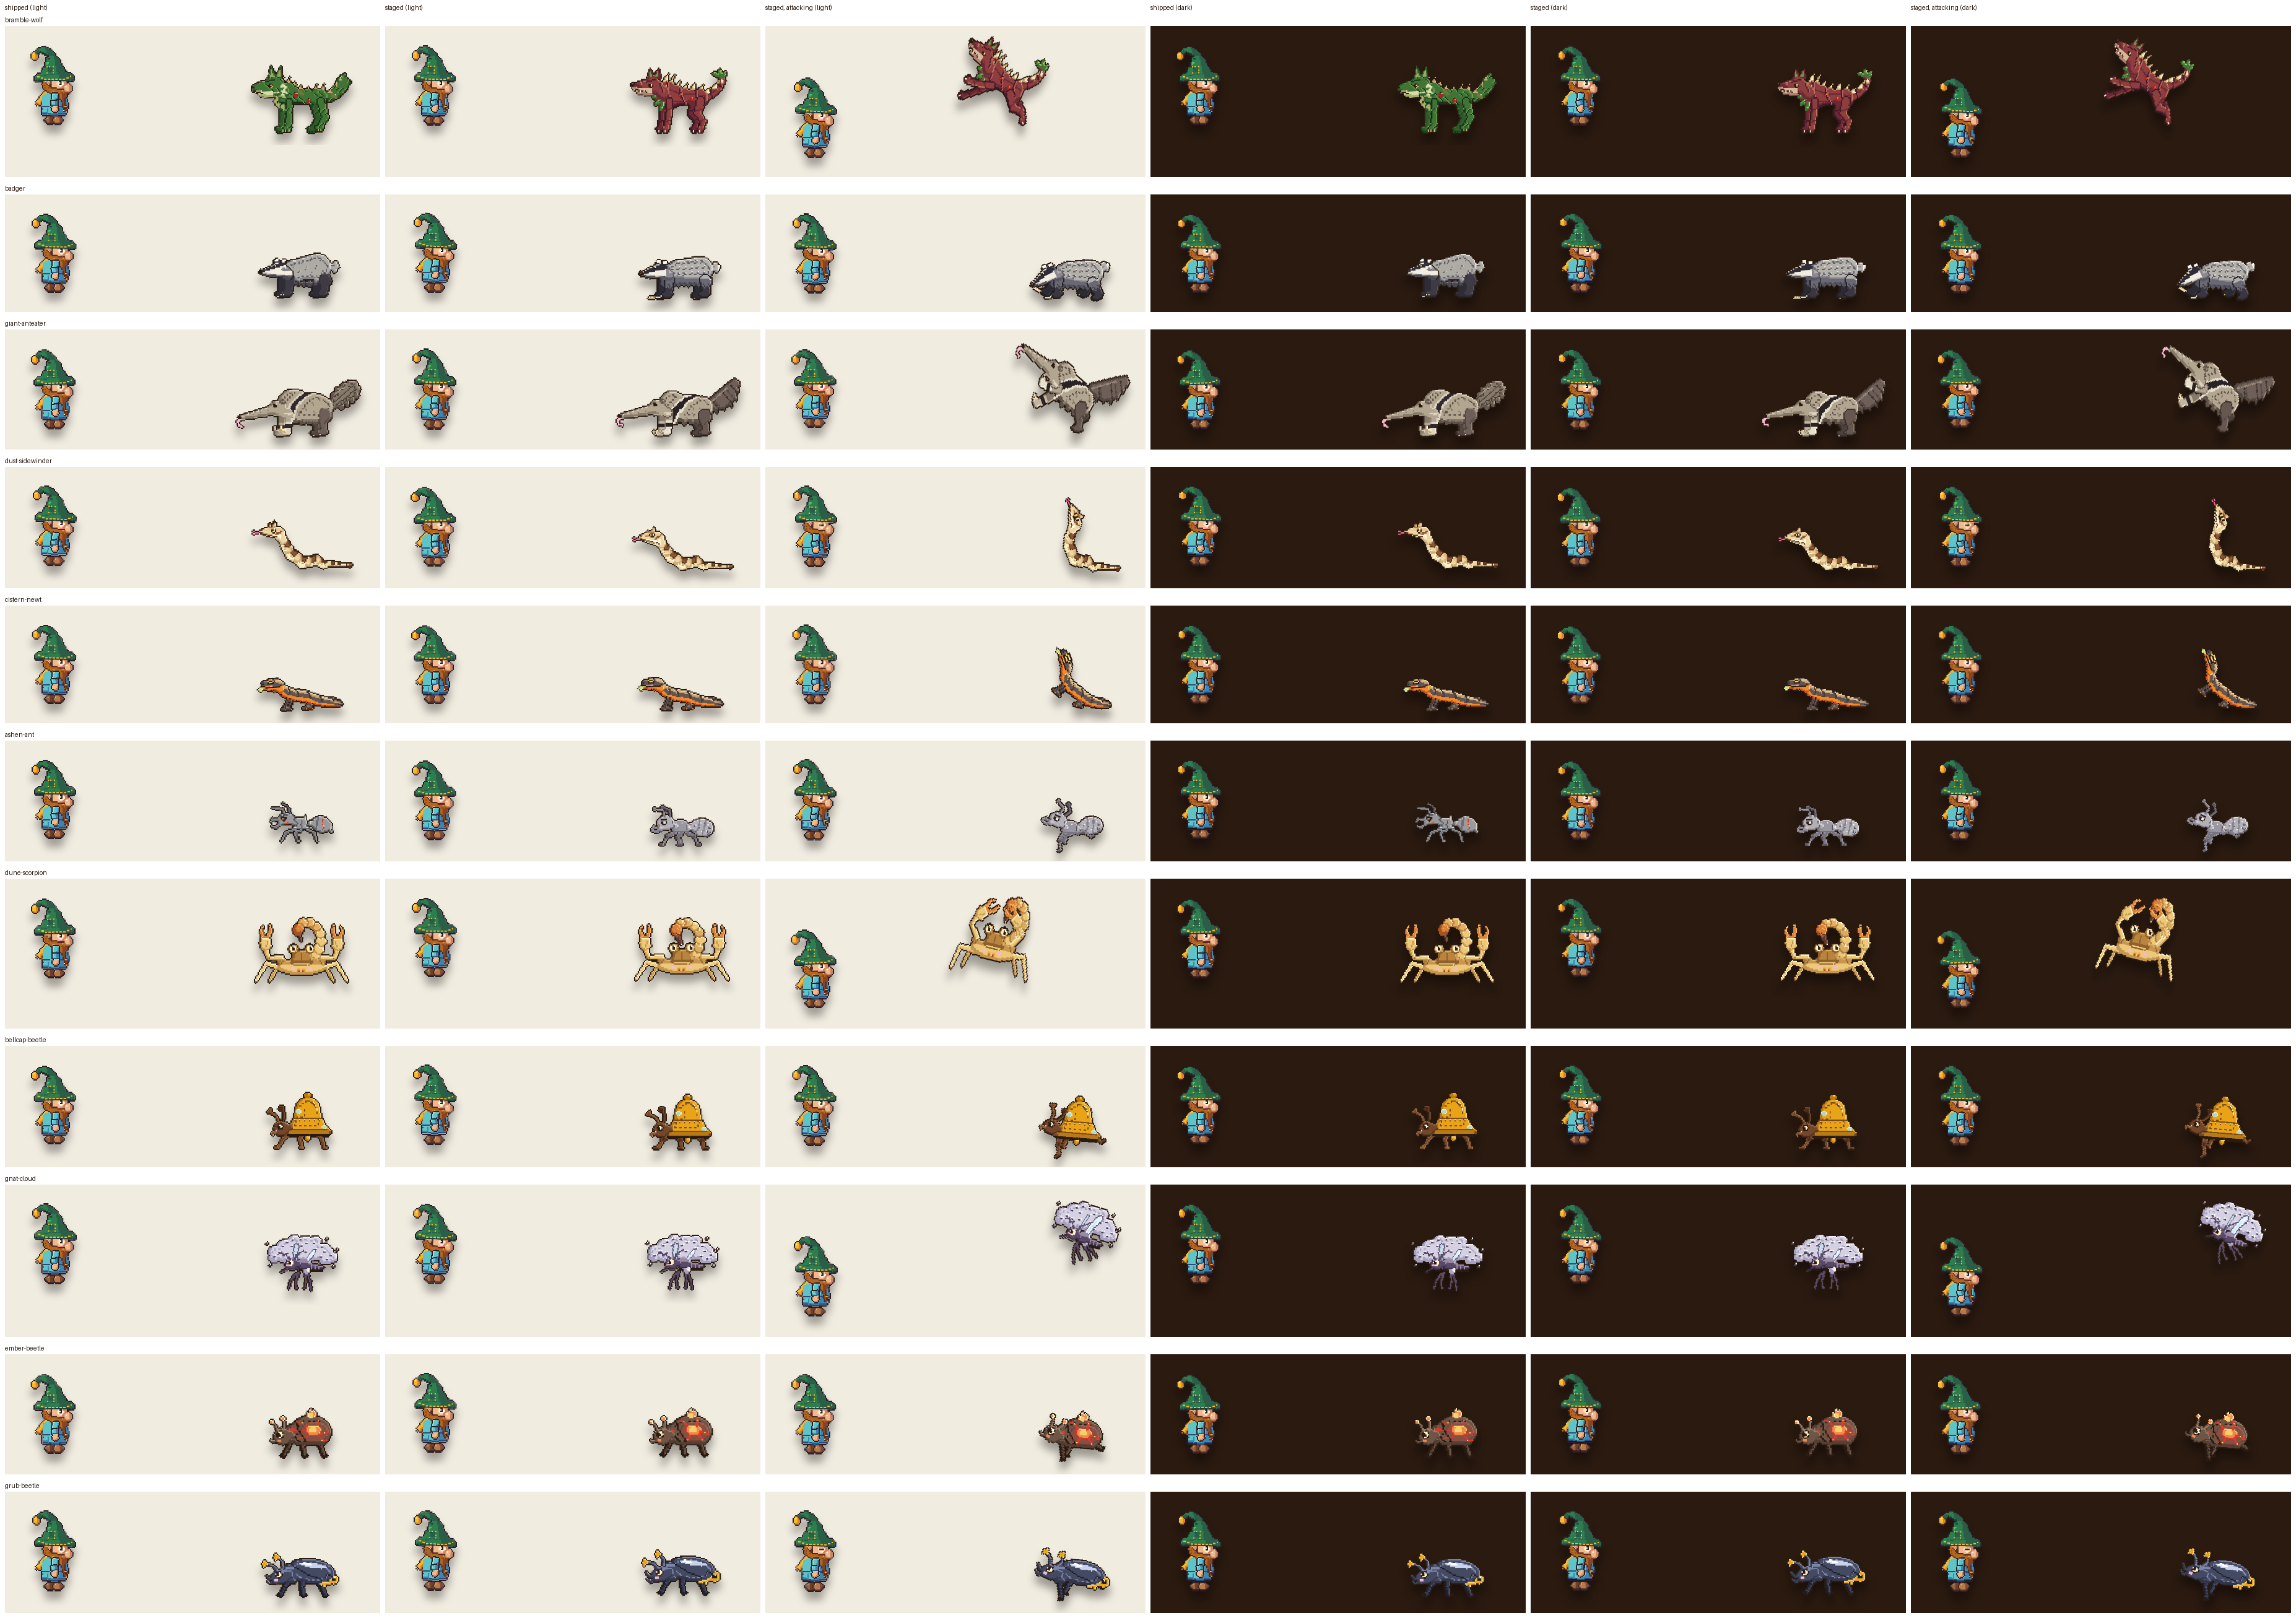 shipped (light) staged (light) staged, attacking (light) shipped (dark) staged (dark) staged, attacking (dark)
bramble-wolf
badger
giant-anteater
dust-sidewinder
cistern-newt
ashen-ant
dune-scorpion
bellcap-beetle
gnat-cloud
ember-beetle
grub-beetle